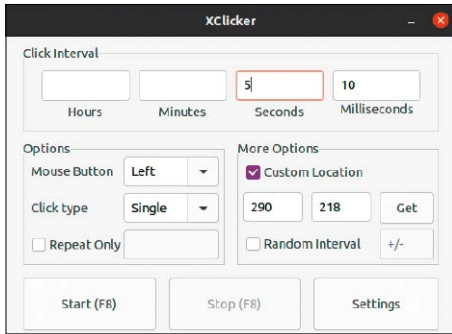 XClicker
Click Interval
5 10
Hours Minutes Seconds Milliseconds
Options More Options
Mouse Button Left Custom Location
Click type Single 290 218 Get
Repeat Only Random Interval +/-
Start (F8) Stop (F8) Settings